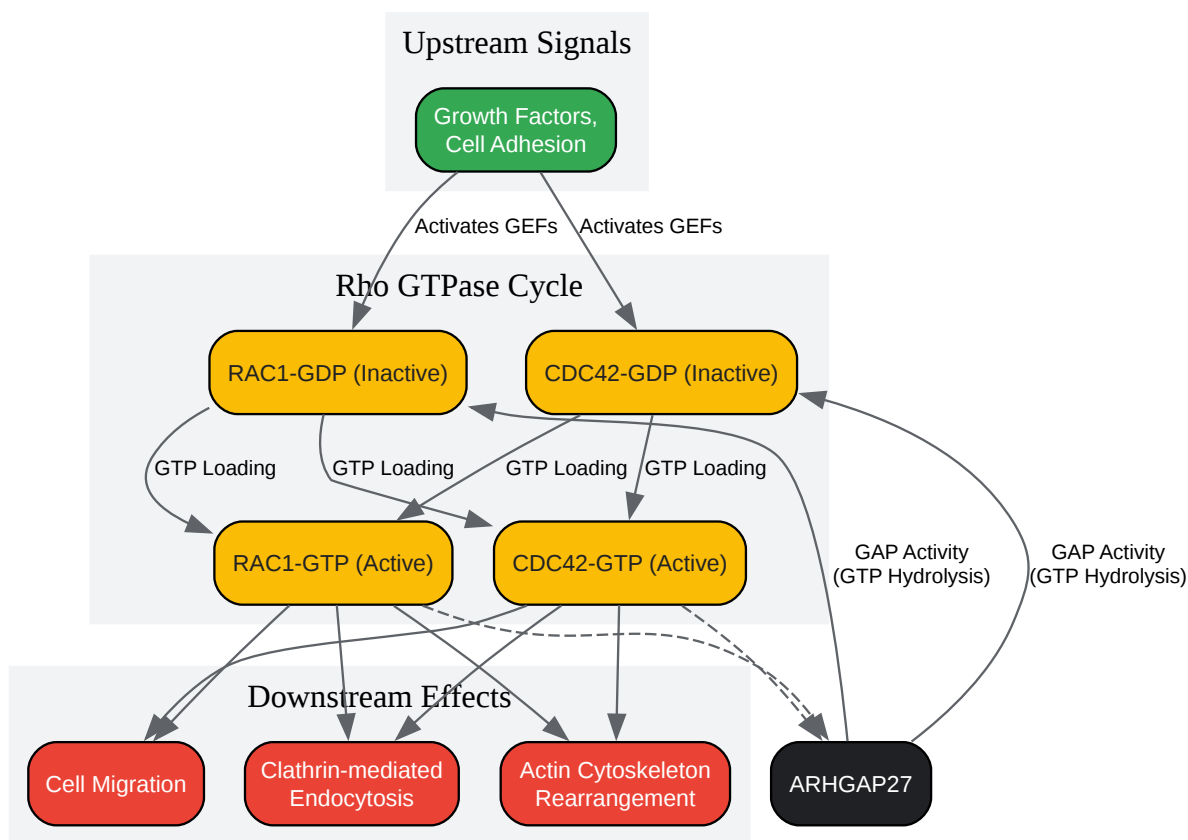 Upstream Signals
Growth Factors,
Cell Adhesion
Activates GEFs
Activates GEFs
Rho GTPase Cycle
RAC1-GDP (Inactive)
CDC42-GDP (Inactive)
GTP Loading
GTP Loading
GTP Loading
GTP Loading
RAC1-GTP (Active)
CDC42-GTP (Active)
GAP Activity
(GTP Hydrolysis)
GAP Activity
(GTP Hydrolysis)
Downstream Effects
Cell Migration
Clathrin-mediated
Endocytosis
Actin Cytoskeleton
Rearrangement
ARHGAP27